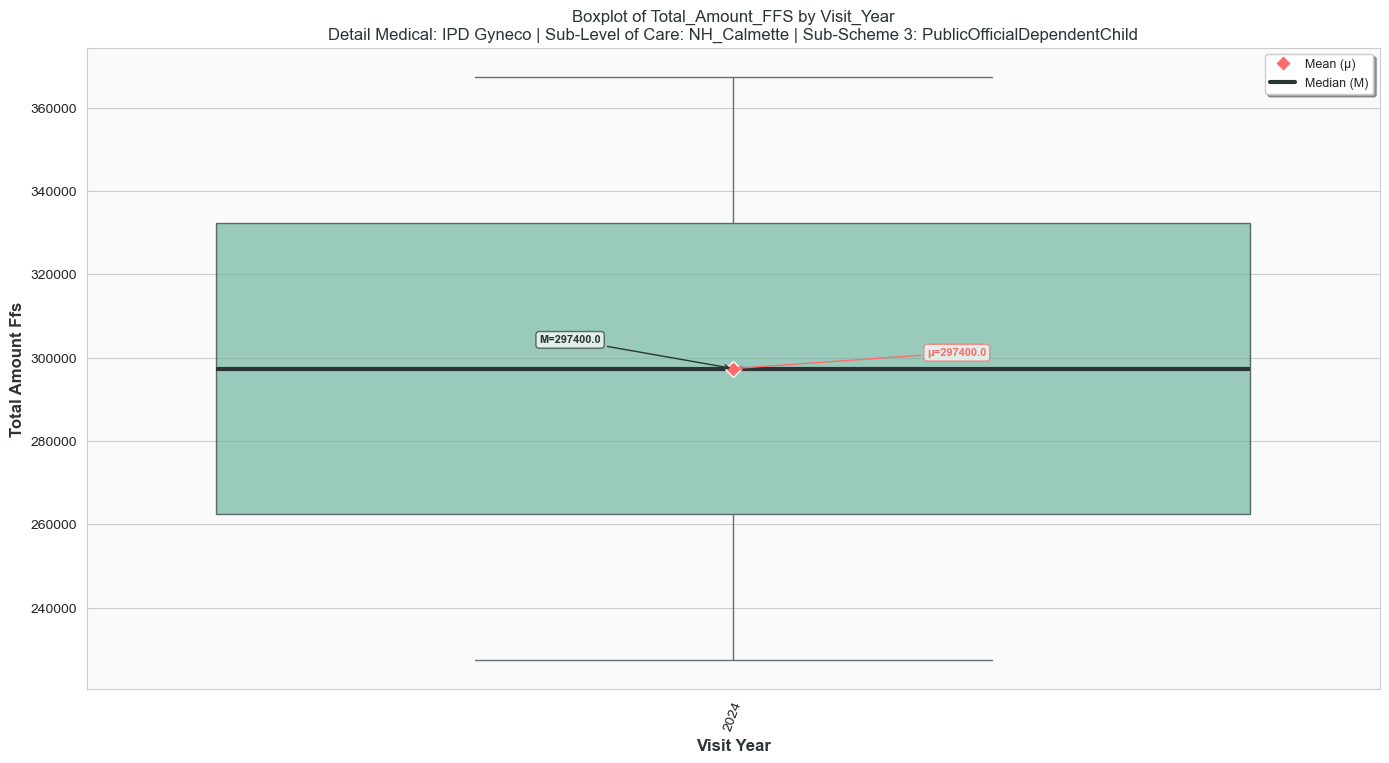 Boxplot of Total_Amount_FFS by Visit_Year
Detail Medical: IPD Gyneco | Sub-Level of Care: NH_Calmette | Sub-Scheme 3: PublicOfficialDependentChild
Mean (μ)
Median (M)
Total Amount Ffs
360000
340000
320000
300000
280000
260000
240000
M=297400.0
μ=297400.0
2024
Visit Year